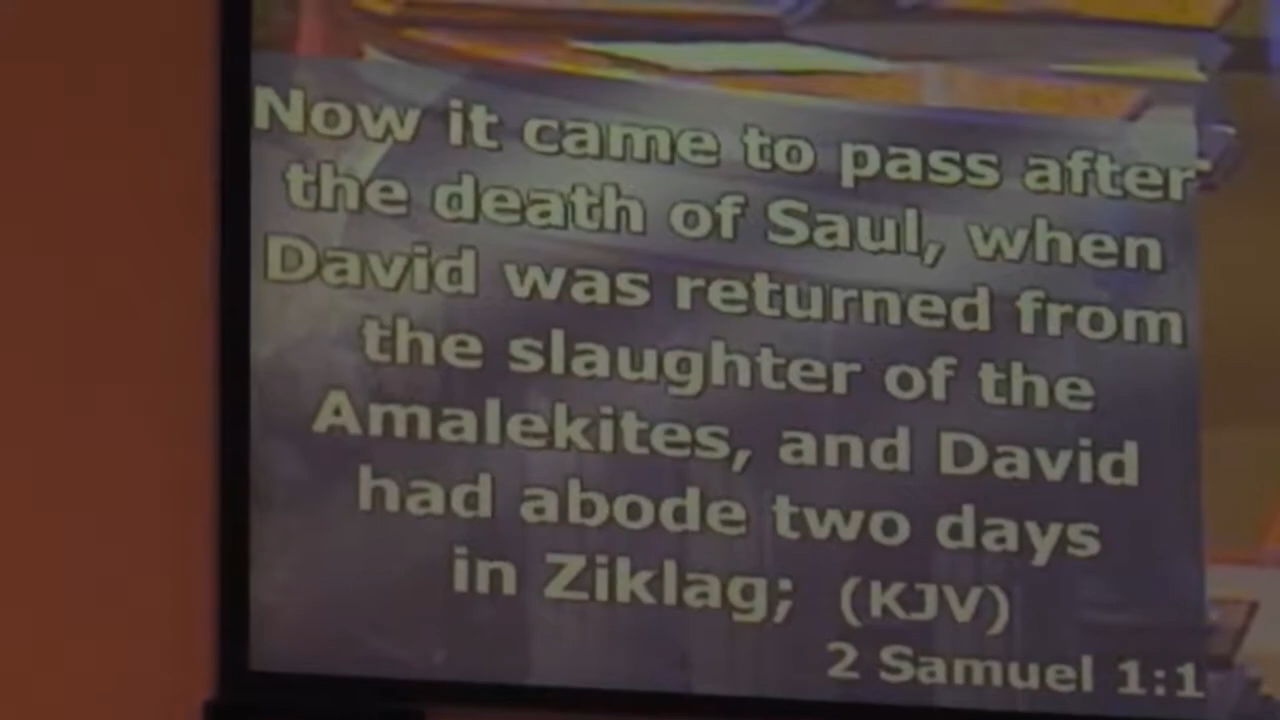 Now it came to pass after
the death of Saul, when
David was returned from
the slaughter of the
Amalekites, and David
had abode two days
in Ziklag; (KJV)
2 Samuel 1:1